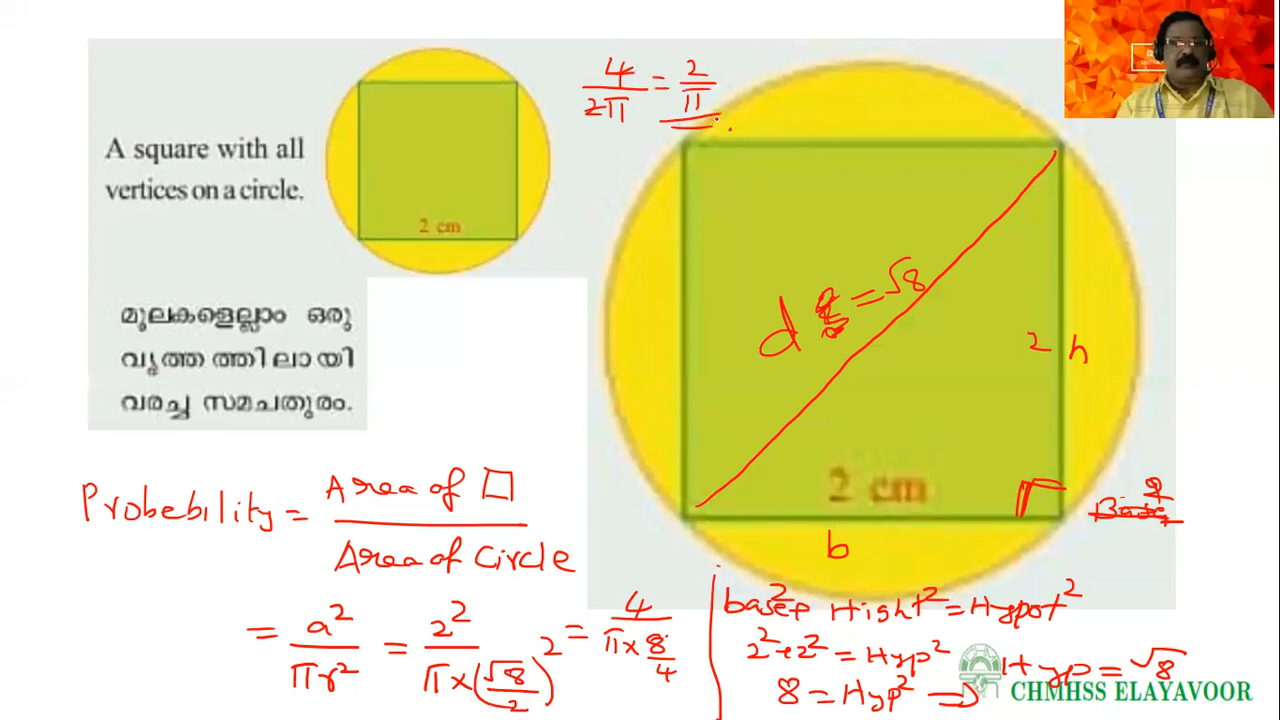 A square with all
vertices on a circle.
2 cm
മൂലകളെല്ലാം ഒരു
വൃത്തത്തിലായി
വരച്ച സമചതുരം.
4/2π = 2/π
d = √8
2 h
2 cm
b
Probebility = Area of □ / Area of Circle
= a² / πr² = 2² / π × (√8/2)² = 4 / π × 8/4
base² + Hight² = Hypot²
2² + 2² = Hyp²
8 = Hyp² ⇒ Hyp = √8
CHMHSS ELAYAVOOR